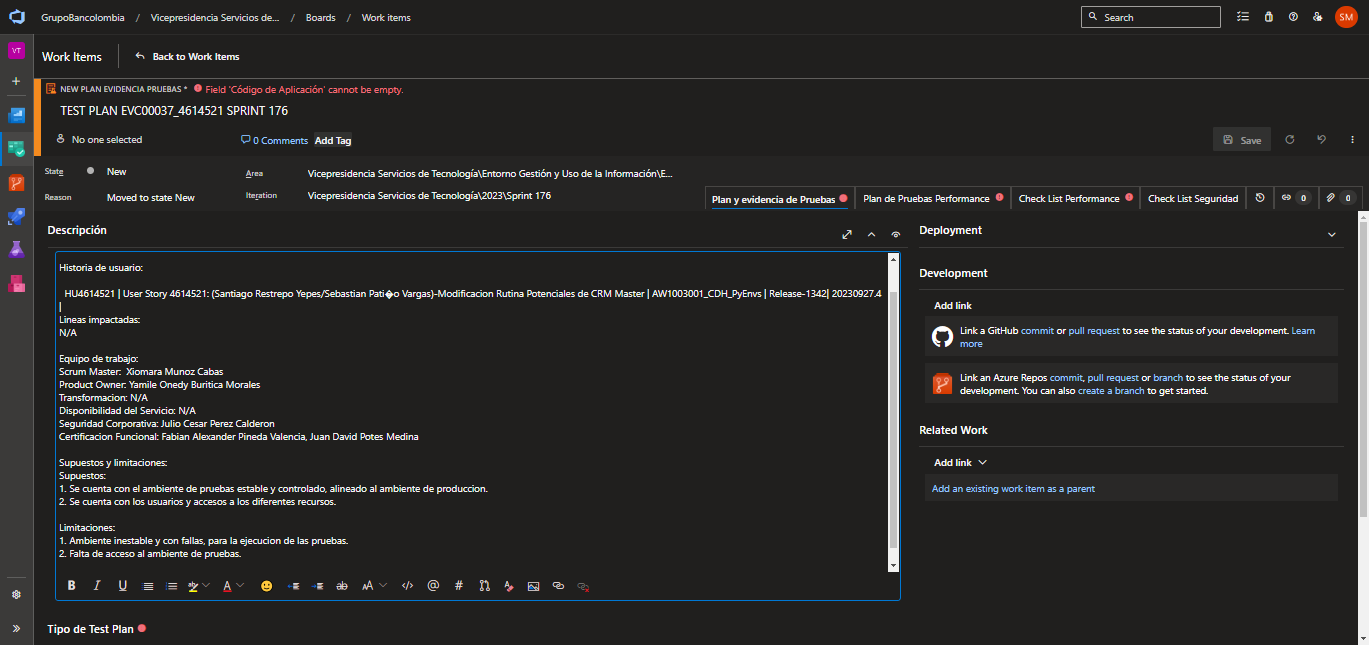 GrupoBancolombia / Vicepresidencia Servicios de... / Boards / Work items
Search
SM
VT
Work Items
Back to Work Items
NEW PLAN EVIDENCIA PRUEBAS * Field 'Código de Aplicación' cannot be empty.
TEST PLAN EVC00037_4614521 SPRINT 176
No one selected
0 Comments
Add Tag
Save
State
New
Area
Vicepresidencia Servicios de Tecnología\Entorno Gestión y Uso de la Información\E...
Reason
Moved to state New
Iteration
Vicepresidencia Servicios de Tecnología\2023\Sprint 176
Plan y evidencia de Pruebas
Plan de Pruebas Performance
Check List Performance
Check List Seguridad
0
0
Descripción
Historia de usuario:
HU4614521 | User Story 4614521: (Santiago Restrepo Yepes/Sebastian Pati�o Vargas)-Modificacion Rutina Potenciales de CRM Master | AW1003001_CDH_PyEnvs | Release-1342| 20230927.4
|
Lineas impactadas:
N/A
Equipo de trabajo:
Scrum Master: Xiomara Munoz Cabas
Product Owner: Yamile Onedy Buritica Morales
Transformacion: N/A
Disponibilidad del Servicio: N/A
Seguridad Corporativa: Julio Cesar Perez Calderon
Certificacion Funcional: Fabian Alexander Pineda Valencia, Juan David Potes Medina
Supuestos y limitaciones:
Supuestos:
1. Se cuenta con el ambiente de pruebas estable y controlado, alineado al ambiente de produccion.
2. Se cuenta con los usuarios y accesos a los diferentes recursos.
Limitaciones:
1. Ambiente inestable y con fallas, para la ejecucion de las pruebas.
2. Falta de acceso al ambiente de pruebas.
Tipo de Test Plan
Deployment
Development
Add link
Link a GitHub commit or pull request to see the status of your development. Learn
more
Link an Azure Repos commit, pull request or branch to see the status of your
development. You can also create a branch to get started.
Related Work
Add link
Add an existing work item as a parent